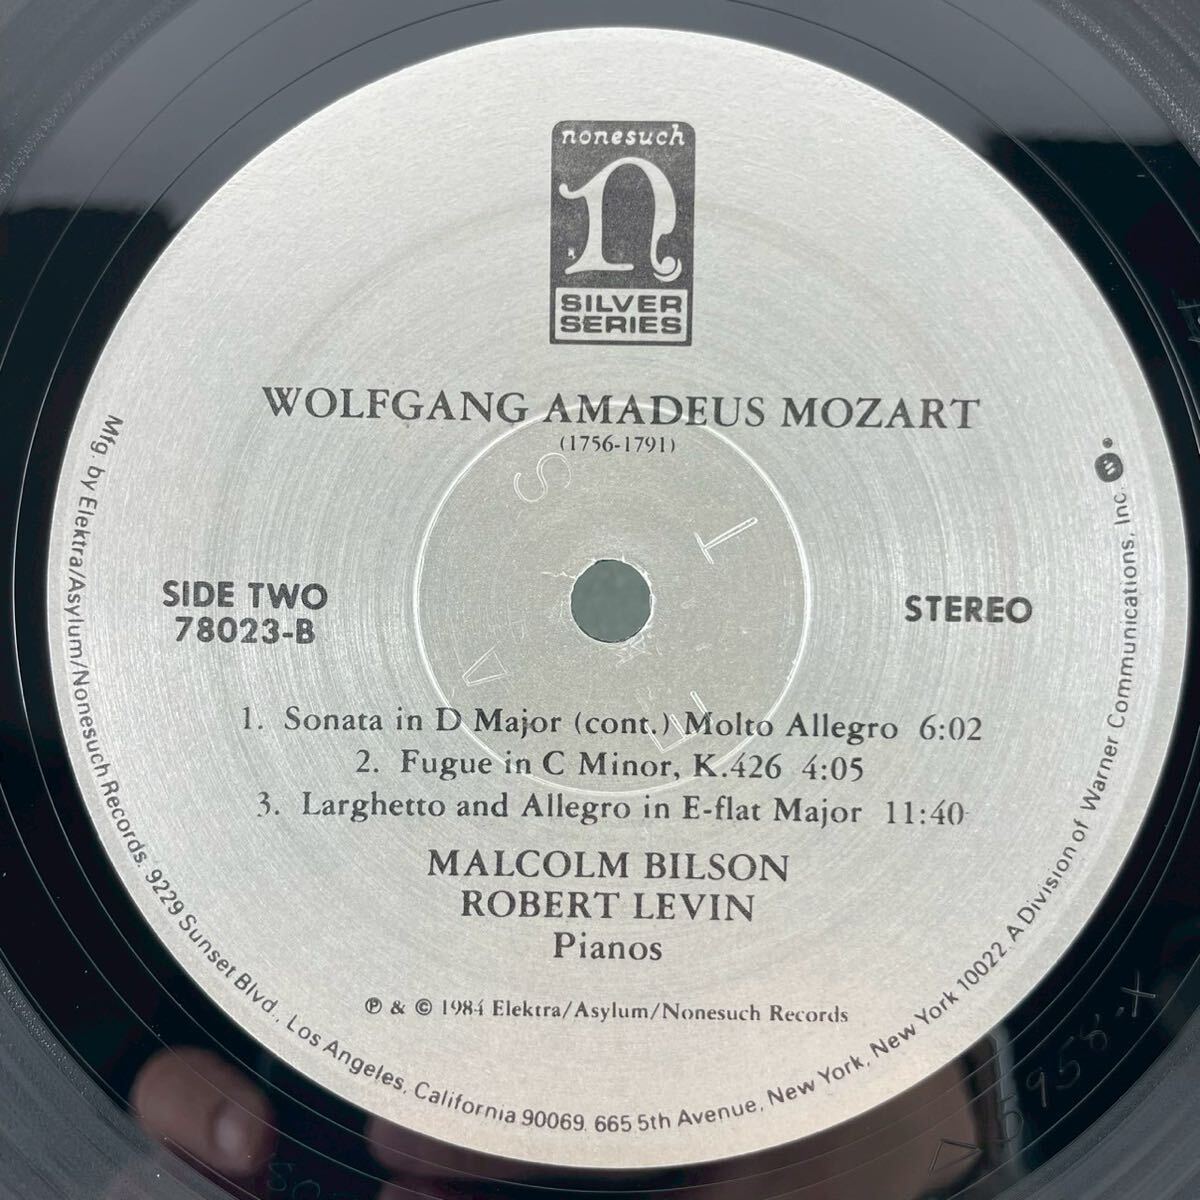 nonesuch
n
SILVER
SERIES
WOLFGANG AMADEUS MOZART
(1756-1791)
SIDE TWO
78023-B
STEREO
1. Sonata in D Major (cont.) Molto Allegro 6:02
2. Fugue in C Minor, K.426 4:05
3. Larghetto and Allegro in E-flat Major 11:40
MALCOLM BILSON
ROBERT LEVIN
Pianos
℗ & © 1984 Elektra/Asylum/Nonesuch Records
Mfg. by Elektra/Asylum/Nonesuch Records. 9229 Sunset Blvd., Los Angeles, California 90069. 665 5th Avenue, New York, New York 10022. A Division of Warner Communications, Inc.